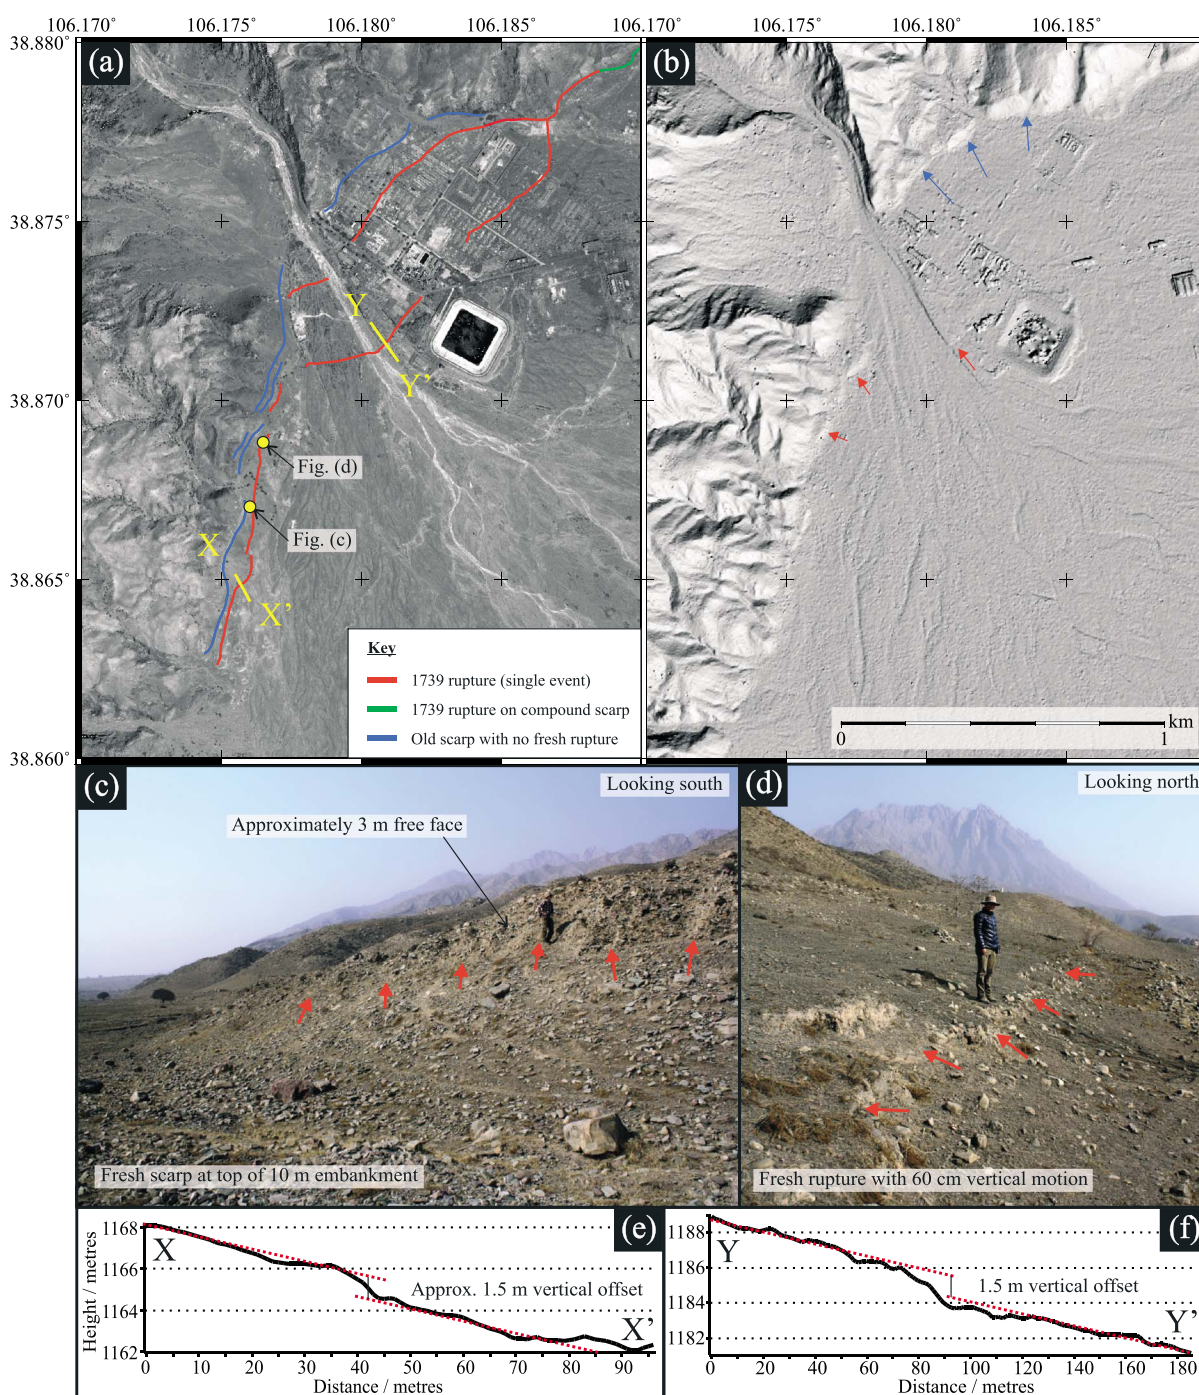 106.170° 106.175° 106.180° 106.185° 106.170° 106.175° 106.180° 106.185°
38.880°
38.875°
38.870°
38.865°
38.860°
(a)
Y
Y’
Fig. (d)
Fig. (c)
X
X’
Key
1739 rupture (single event)
1739 rupture on compound scarp
Old scarp with no fresh rupture
(b)
km
0 1
(c)
Looking south
Approximately 3 m free face
Fresh scarp at top of 10 m embankment
(d)
Looking north
Fresh rupture with 60 cm vertical motion
(e)
Height / metres
1168
1166
1164
1162
X
Approx. 1.5 m vertical offset
X’
0 10 20 30 40 50 60 70 80 90
Distance / metres
(f)
1188
1186
1184
1182
Y
1.5 m vertical offset
Y’
0 20 40 60 80 100 120 140 160 180
Distance / metres